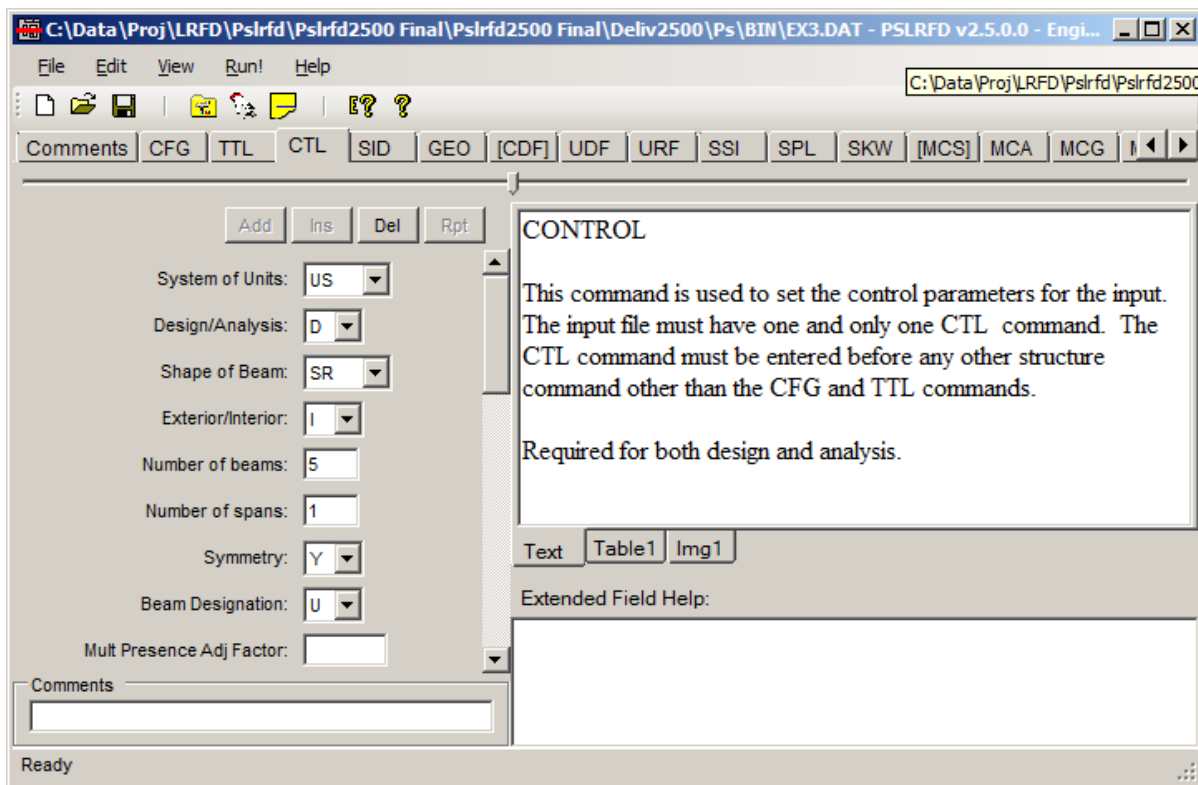 C:\Data\Proj\LRFD\Pslrfd\Pslrfd2500 Final\Pslrfd2500 Final\Deliv2500\Ps\BIN\EX3.DAT - PSLRFD v2.5.0.0 - Engi...
File Edit View Run! Help
C:\Data\Proj\LRFD\Pslrfd\Pslrfd2500
Comments CFG TTL CTL SID GEO [CDF] UDF URF SSI SPL SKW [MCS] MCA MCG
Add Ins Del Rpt
System of Units: US
Design/Analysis: D
Shape of Beam: SR
Exterior/Interior: I
Number of beams: 5
Number of spans: 1
Symmetry: Y
Beam Designation: U
Mult Presence Adj Factor:
Comments
CONTROL
This command is used to set the control parameters for the input.
The input file must have one and only one CTL command. The
CTL command must be entered before any other structure
command other than the CFG and TTL commands.
Required for both design and analysis.
Text Table1 Img1
Extended Field Help:
Ready